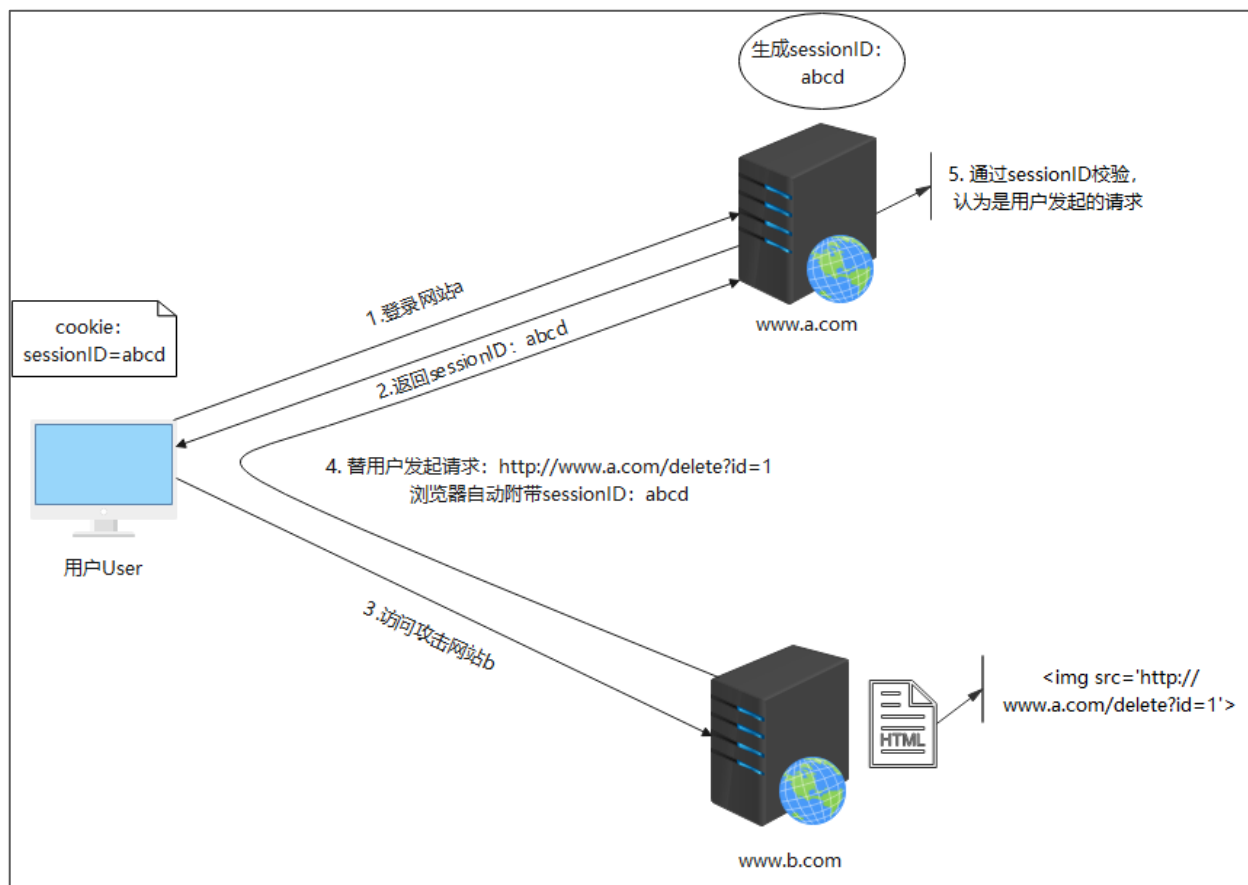 生成sessionID：
abcd
5. 通过sessionID校验，
认为是用户发起的请求
www.a.com
1.登录网站a
2.返回sessionID：abcd
cookie：
sessionID=abcd
用户User
4. 替用户发起请求：http://www.a.com/delete?id=1
浏览器自动附带sessionID：abcd
3.访问攻击网站b
<img src='http://
www.a.com/delete?id=1'>
HTML
www.b.com